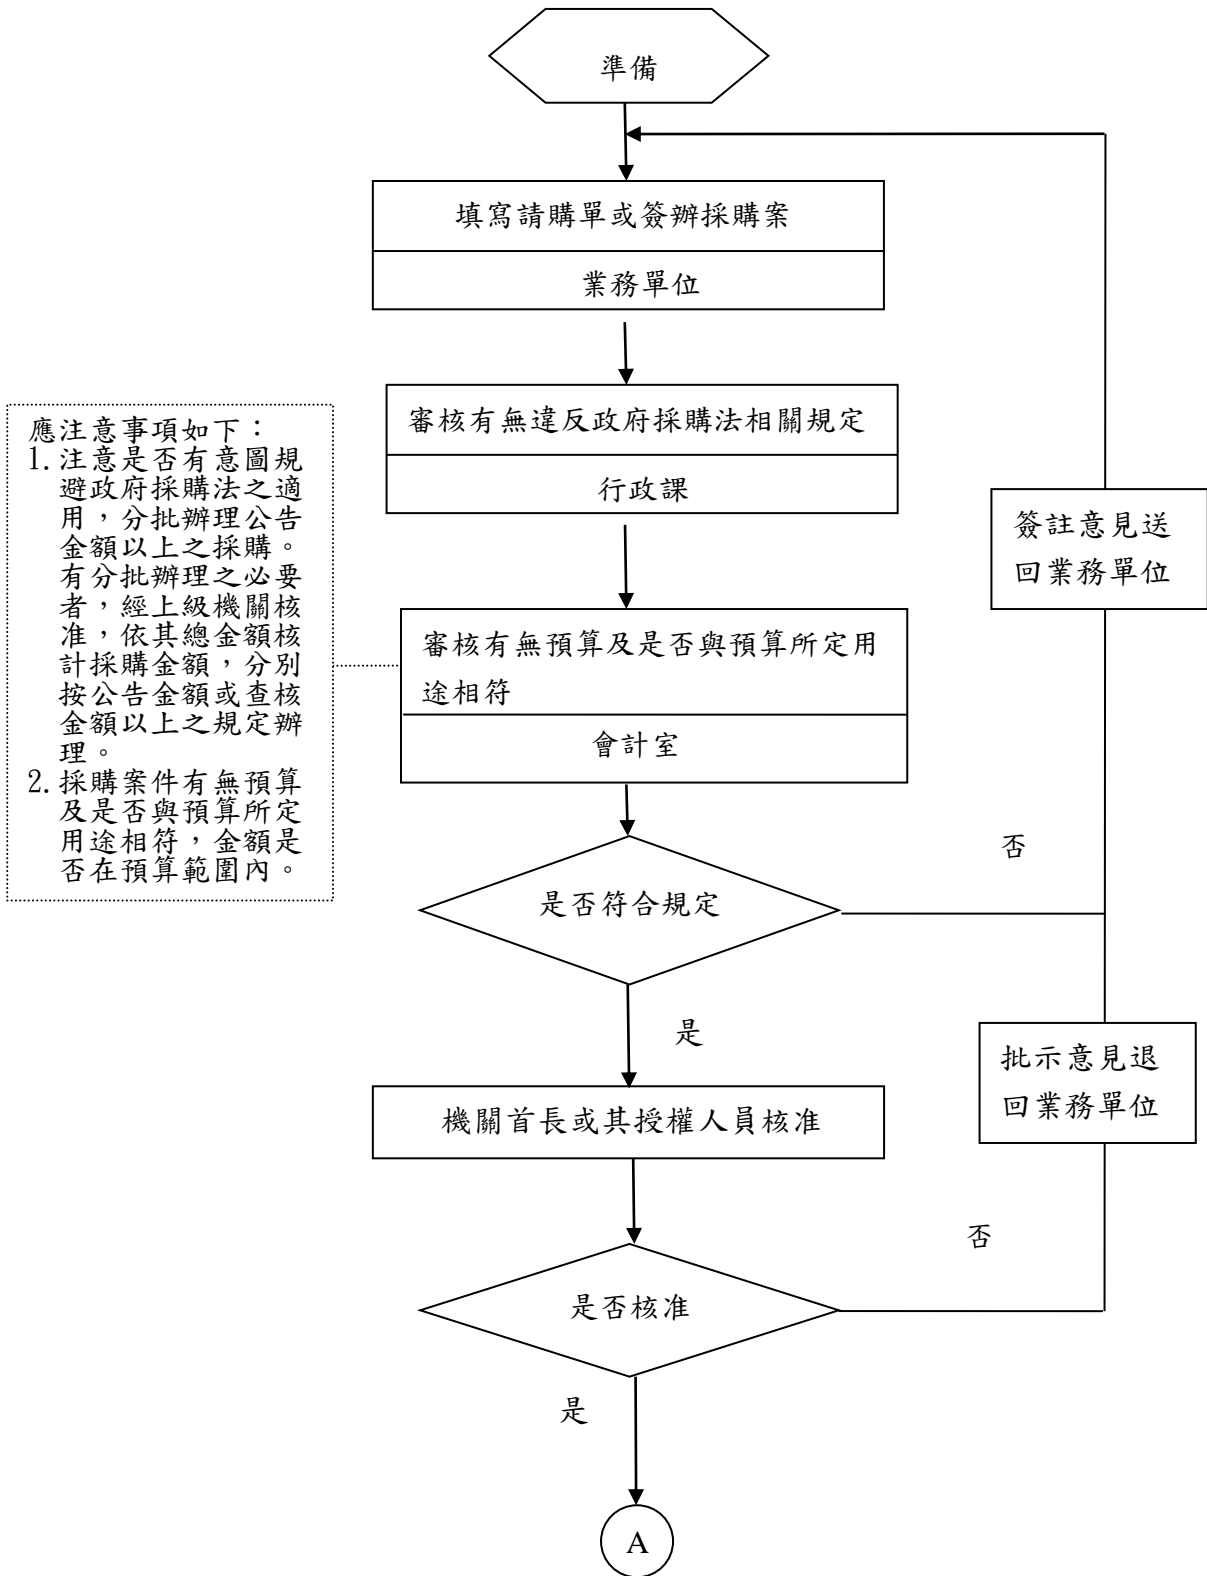 準備
填寫請購單或簽辦採購案
業務單位
審核有無違反政府採購法相關規定
行政課
應注意事項如下：
1. 注意是否有意圖規
避政府採購法之適
用，分批辦理公告
金額以上之採購。
有分批辦理之必要
者，經上級機關核
准，依其總金額核
計採購金額，分別
按公告金額或查核
金額以上之規定辦
理。
2. 採購案件有無預算
及是否與預算所定
用途相符，金額是
否在預算範圍內。
簽註意見送
回業務單位
審核有無預算及是否與預算所定用
途相符
會計室
否
是否符合規定
是
批示意見退
回業務單位
機關首長或其授權人員核准
否
是否核准
是
A